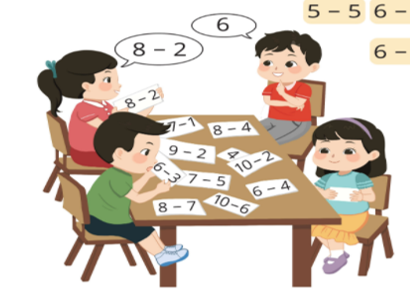 5 – 5 6 –
6
8 – 2
6 –
8 – 2
7–1
8 – 4
9 – 2
4
10–2
6–3
7 – 5
6 – 4
8 – 7
10–6